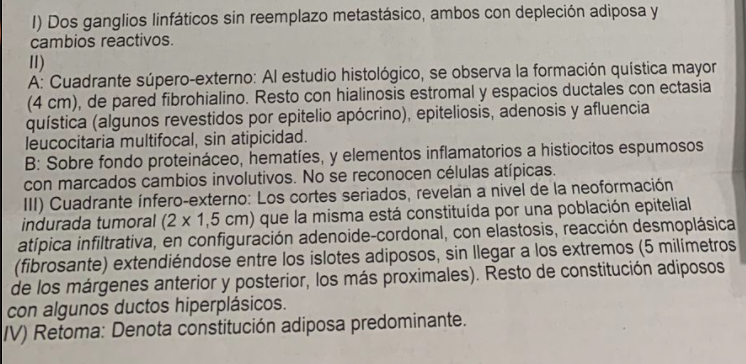 I) Dos ganglios linfáticos sin reemplazo metastásico, ambos con depleción adiposa y
cambios reactivos.
II)
A: Cuadrante súpero-externo: Al estudio histológico, se observa la formación quística mayor
(4 cm), de pared fibrohialino. Resto con hialinosis estromal y espacios ductales con ectasia
quística (algunos revestidos por epitelio apócrino), epiteliosis, adenosis y afluencia
leucocitaria multifocal, sin atipicidad.
B: Sobre fondo proteináceo, hematíes, y elementos inflamatorios a histiocitos espumosos
con marcados cambios involutivos. No se reconocen células atípicas.
III) Cuadrante ínfero-externo: Los cortes seriados, revelan a nivel de la neoformación
indurada tumoral (2 x 1,5 cm) que la misma está constituída por una población epitelial
atípica infiltrativa, en configuración adenoide-cordonal, con elastosis, reacción desmoplásica
(fibrosante) extendiéndose entre los islotes adiposos, sin llegar a los extremos (5 milímetros
de los márgenes anterior y posterior, los más proximales). Resto de constitución adiposos
con algunos ductos hiperplásicos.
IV) Retoma: Denota constitución adiposa predominante.